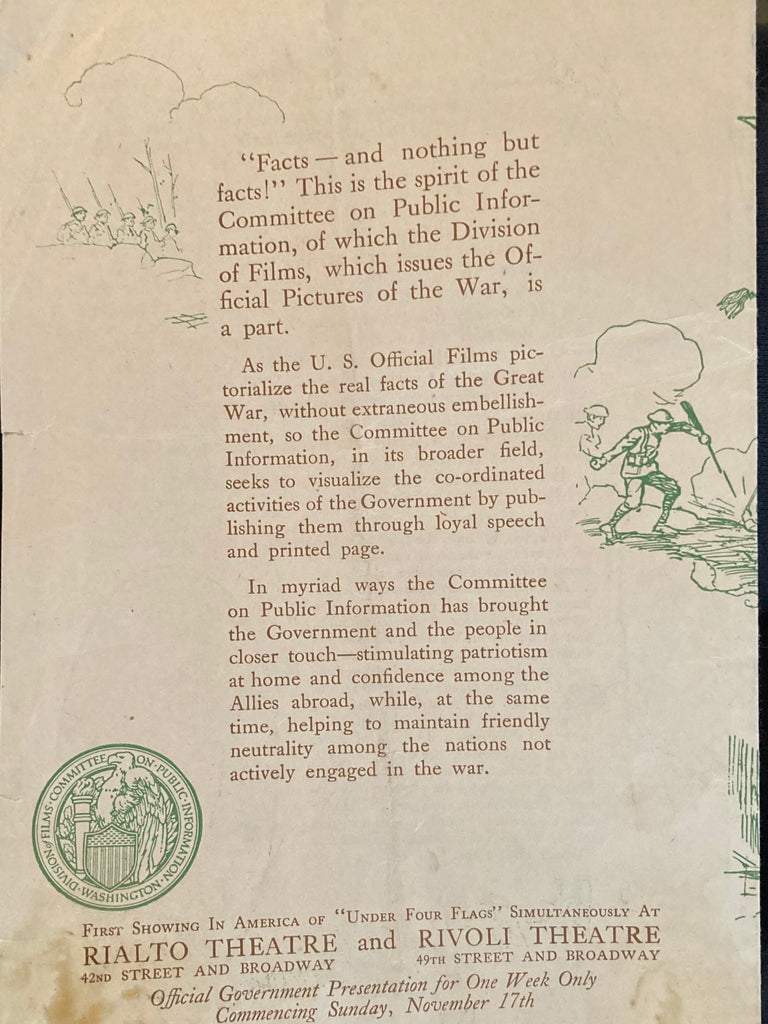 "Facts — and nothing but
facts!" This is the spirit of the
Committee on Public Infor-
mation, of which the Division
of Films, which issues the Of-
ficial Pictures of the War, is
a part.
As the U. S. Official Films pic-
torialize the real facts of the Great
War, without extraneous embellish-
ment, so the Committee on Public
Information, in its broader field,
seeks to visualize the co-ordinated
activities of the Government by pub-
lishing them through loyal speech
and printed page.
In myriad ways the Committee
on Public Information has brought
the Government and the people in
closer touch—stimulating patriotism
at home and confidence among the
Allies abroad, while, at the same
time, helping to maintain friendly
neutrality among the nations not
actively engaged in the war.
DIVISION of FILMS · COMMITTEE · ON · PUBLIC · INFORMATION
· WASHINGTON ·
First Showing In America of "Under Four Flags" Simultaneously At
RIALTO THEATRE and RIVOLI THEATRE
42ND STREET AND BROADWAY 49TH STREET AND BROADWAY
Official Government Presentation for One Week Only
Commencing Sunday, November 17th